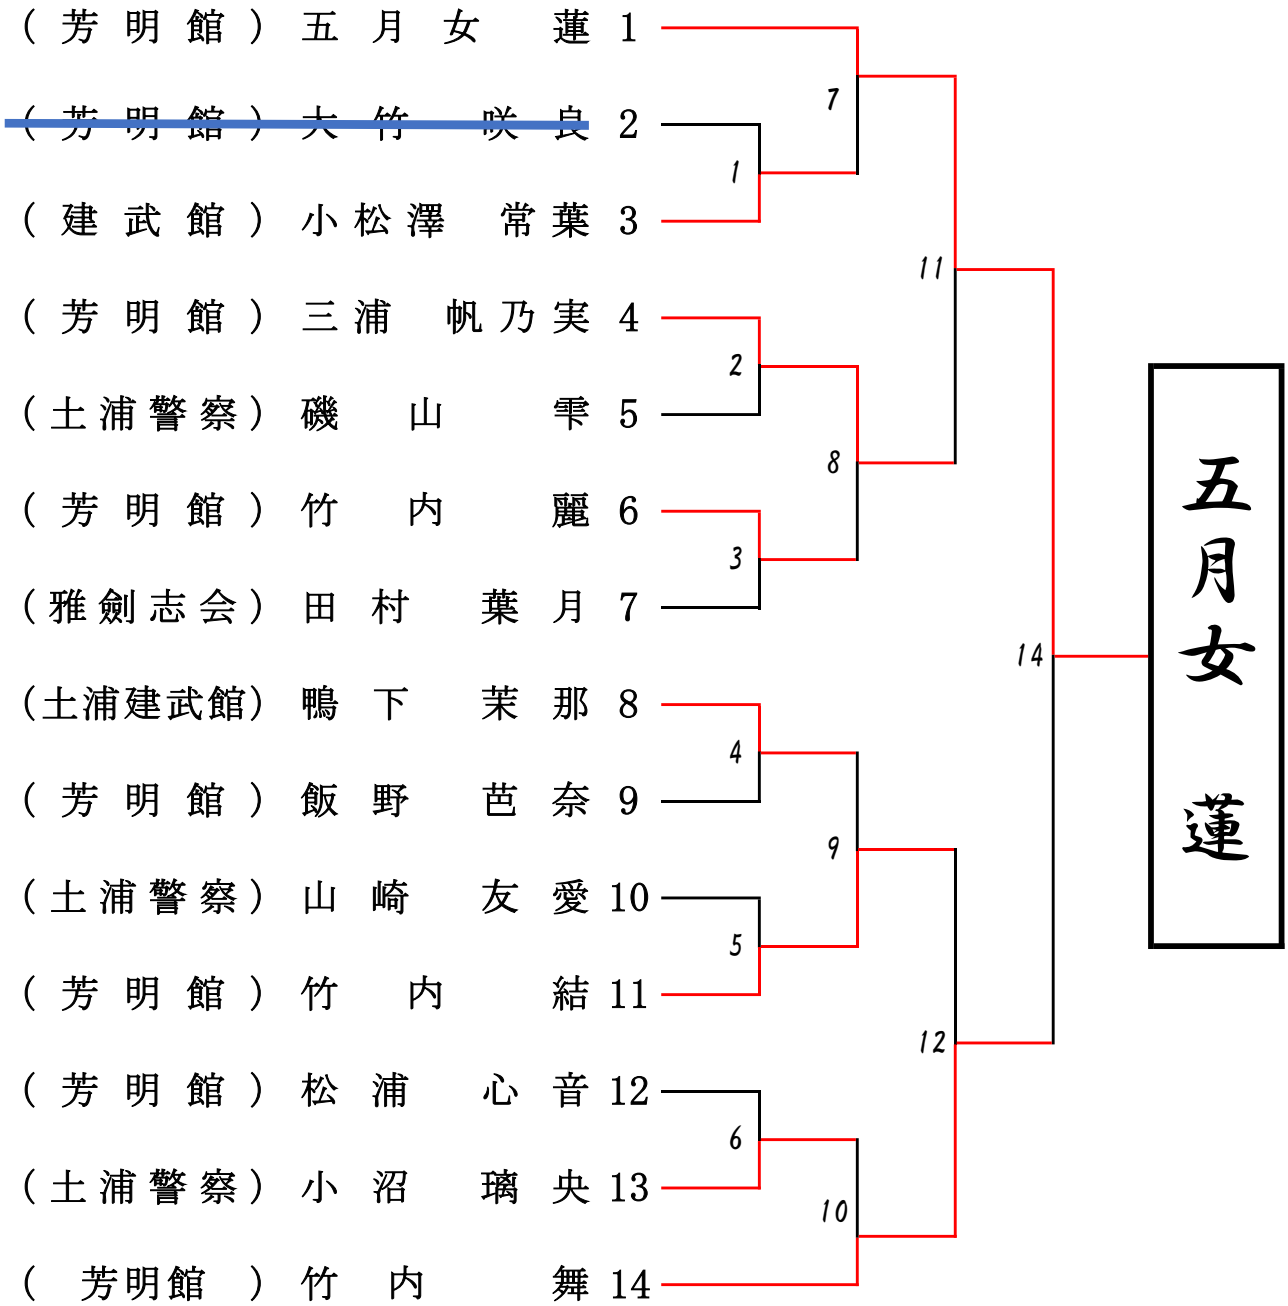 (芳明館) 五月女 蓮 1
(芳明館) 大竹 咲良 2
(建武館) 小松澤 常葉 3
(芳明館) 三浦 帆乃実 4
(土浦警察) 磯山 雫 5
(芳明館) 竹内 麗 6
(雅劍志会) 田村 葉月 7
(土浦建武館) 鴨下 茉那 8
(芳明館) 飯野 芭奈 9
(土浦警察) 山崎 友愛 10
(芳明館) 竹内 結 11
(芳明館) 松浦 心音 12
(土浦警察) 小沼 璃央 13
(芳明館) 竹内 舞 14
1
2
3
4
5
6
7
8
9
10
11
12
14
五月女 蓮